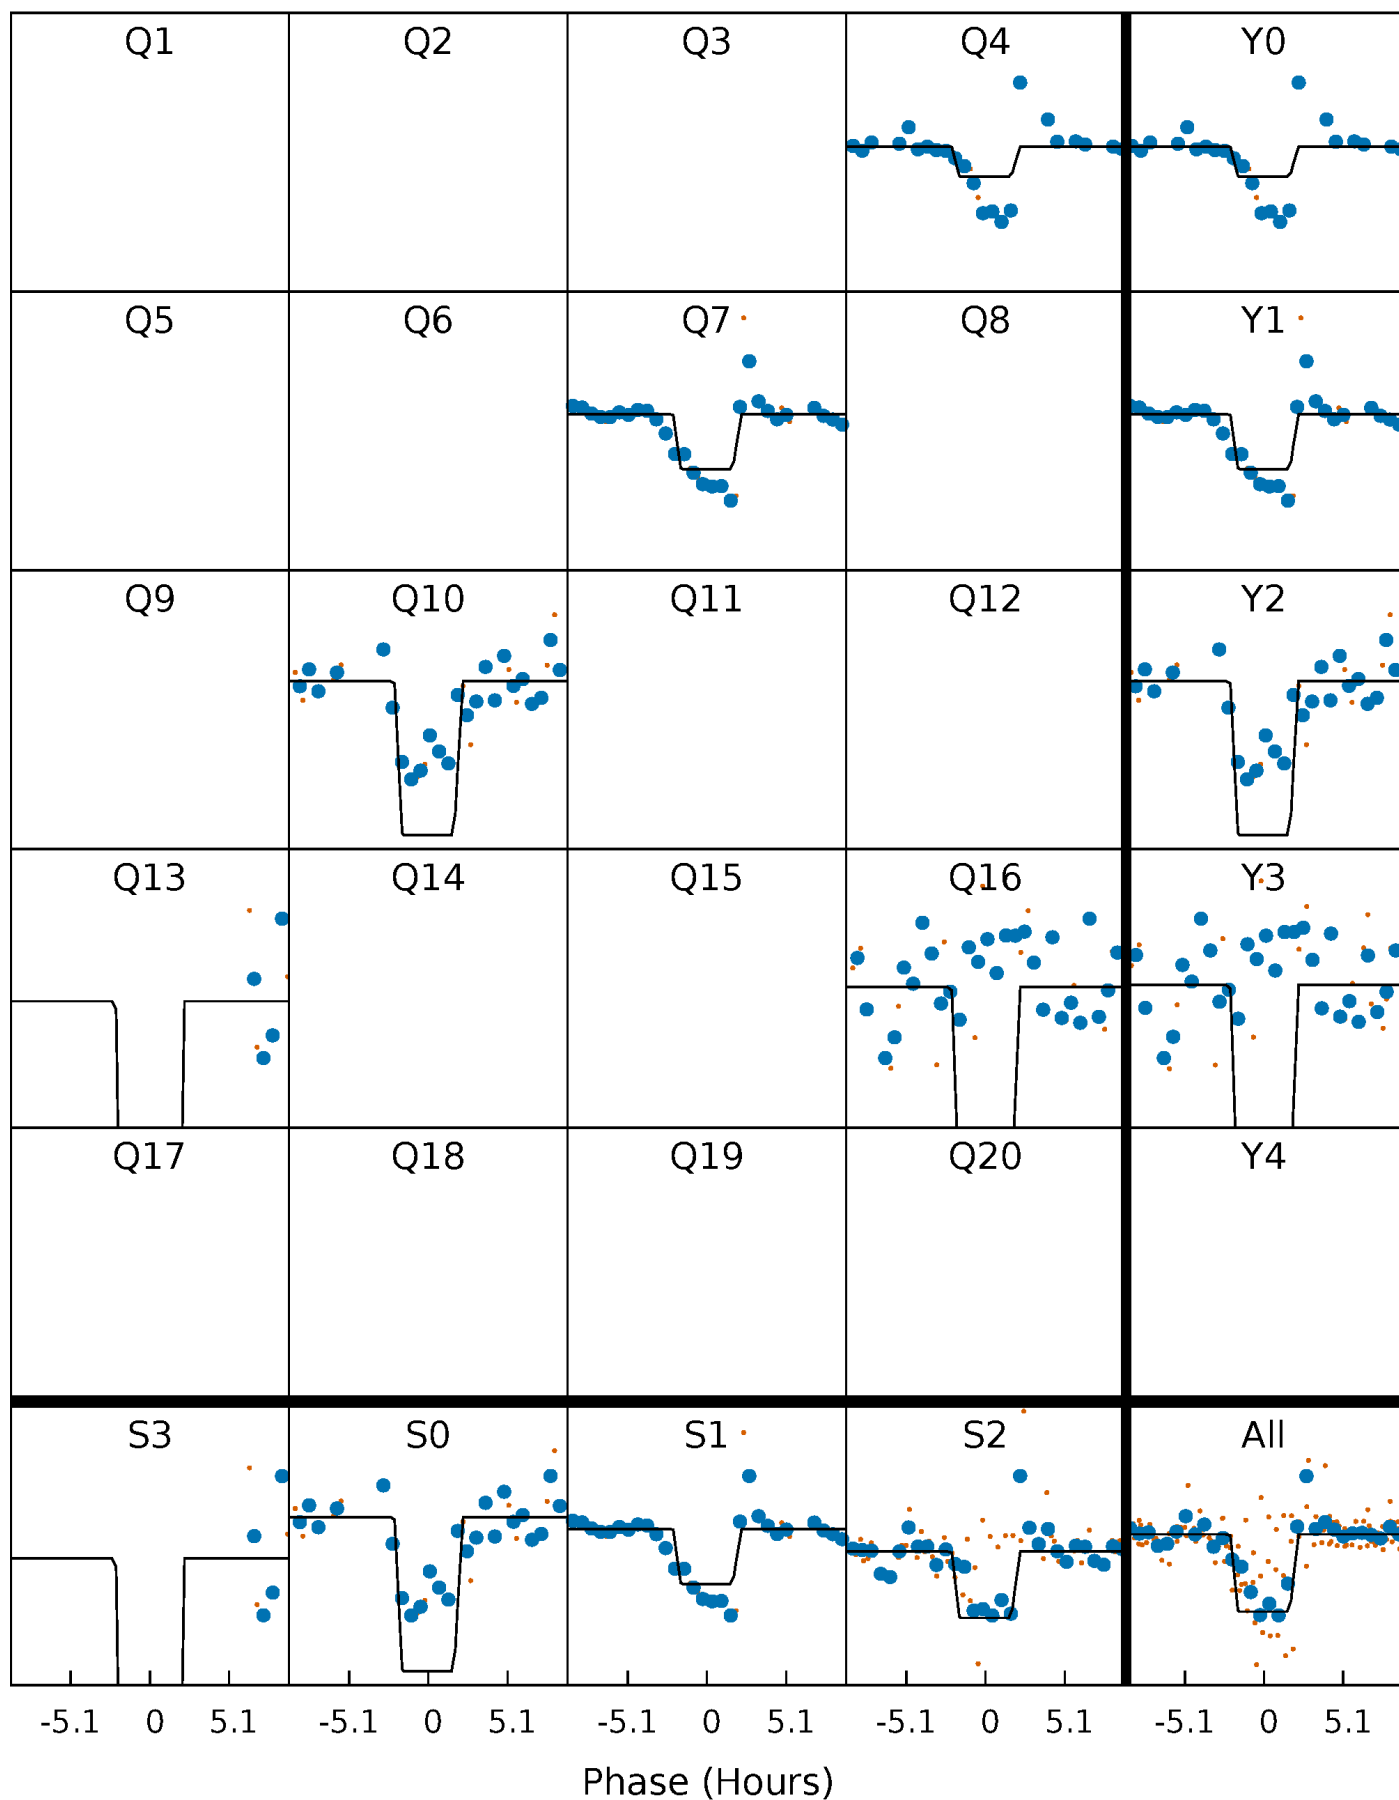 Q1 Q2 Q3 Q4 Y0
Q5 Q6 Q7 Q8 Y1
Q9 Q10 Q11 Q12 Y2
Q13 Q14 Q15 Q16 Y3
Q17 Q18 Q19 Q20 Y4
S3 S0 S1 S2 All
-5.1 0 5.1 -5.1 0 5.1 -5.1 0 5.1 -5.1 0 5.1 -5.1 0 5.1
Phase (Hours)